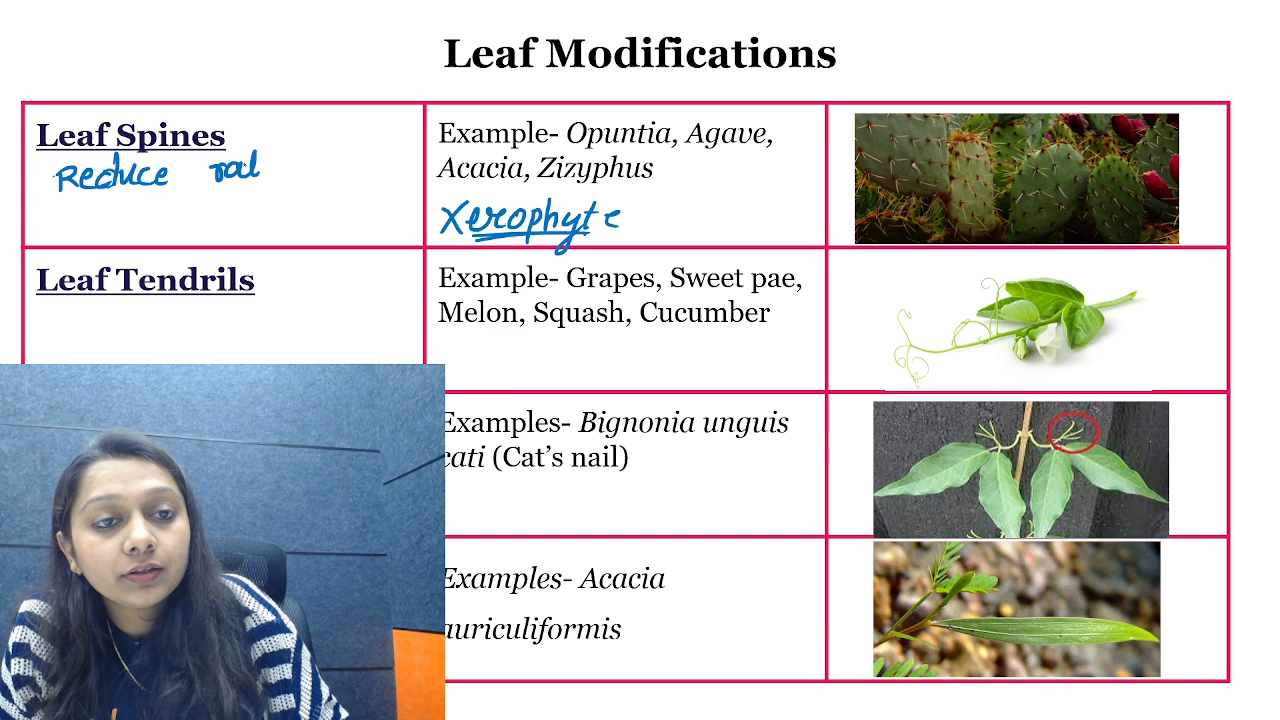 Leaf Modifications
Leaf Spines
Reduce
Example- Opuntia, Agave,
Acacia, Zizyphus
Xerophyte
Leaf Tendrils
Example- Grapes, Sweet pae,
Melon, Squash, Cucumber
Examples- Bignonia unguis
cati (Cat's nail)
Examples- Acacia
auriculiformis